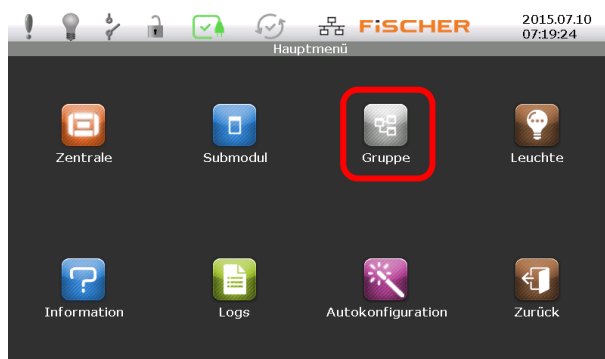 FiSCHER
2015.07.10
07:19:24
Hauptmenü
Zentrale
Submodul
Gruppe
Leuchte
Information
Logs
Autokonfiguration
Zurück